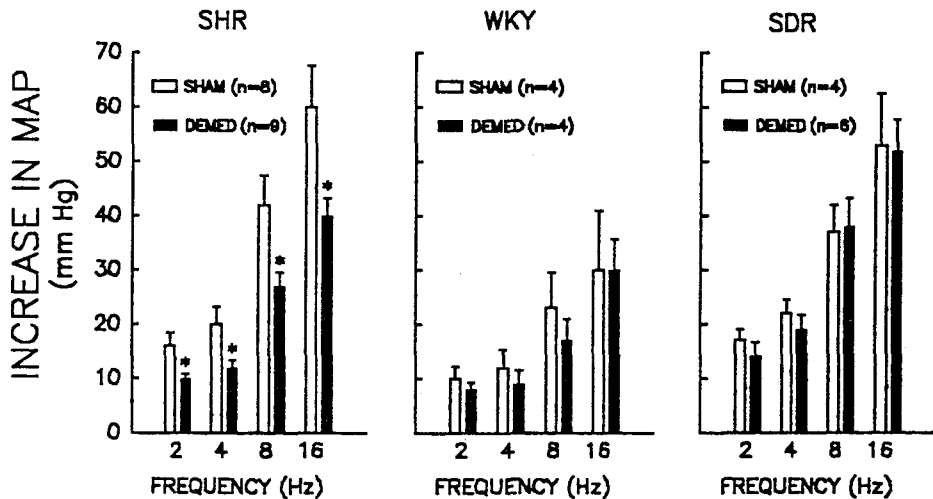 SHR
WKY
SDR
INCREASE IN MAP
(mm Hg)
70
60
50
40
30
20
10
0
SHAM (n=8)
DEMED (n=9)
*
*
*
*
2 4 8 16
FREQUENCY (Hz)
SHAM (n=4)
DEMED (n=4)
2 4 8 16
FREQUENCY (Hz)
SHAM (n=4)
DEMED (n=6)
2 4 8 16
FREQUENCY (Hz)